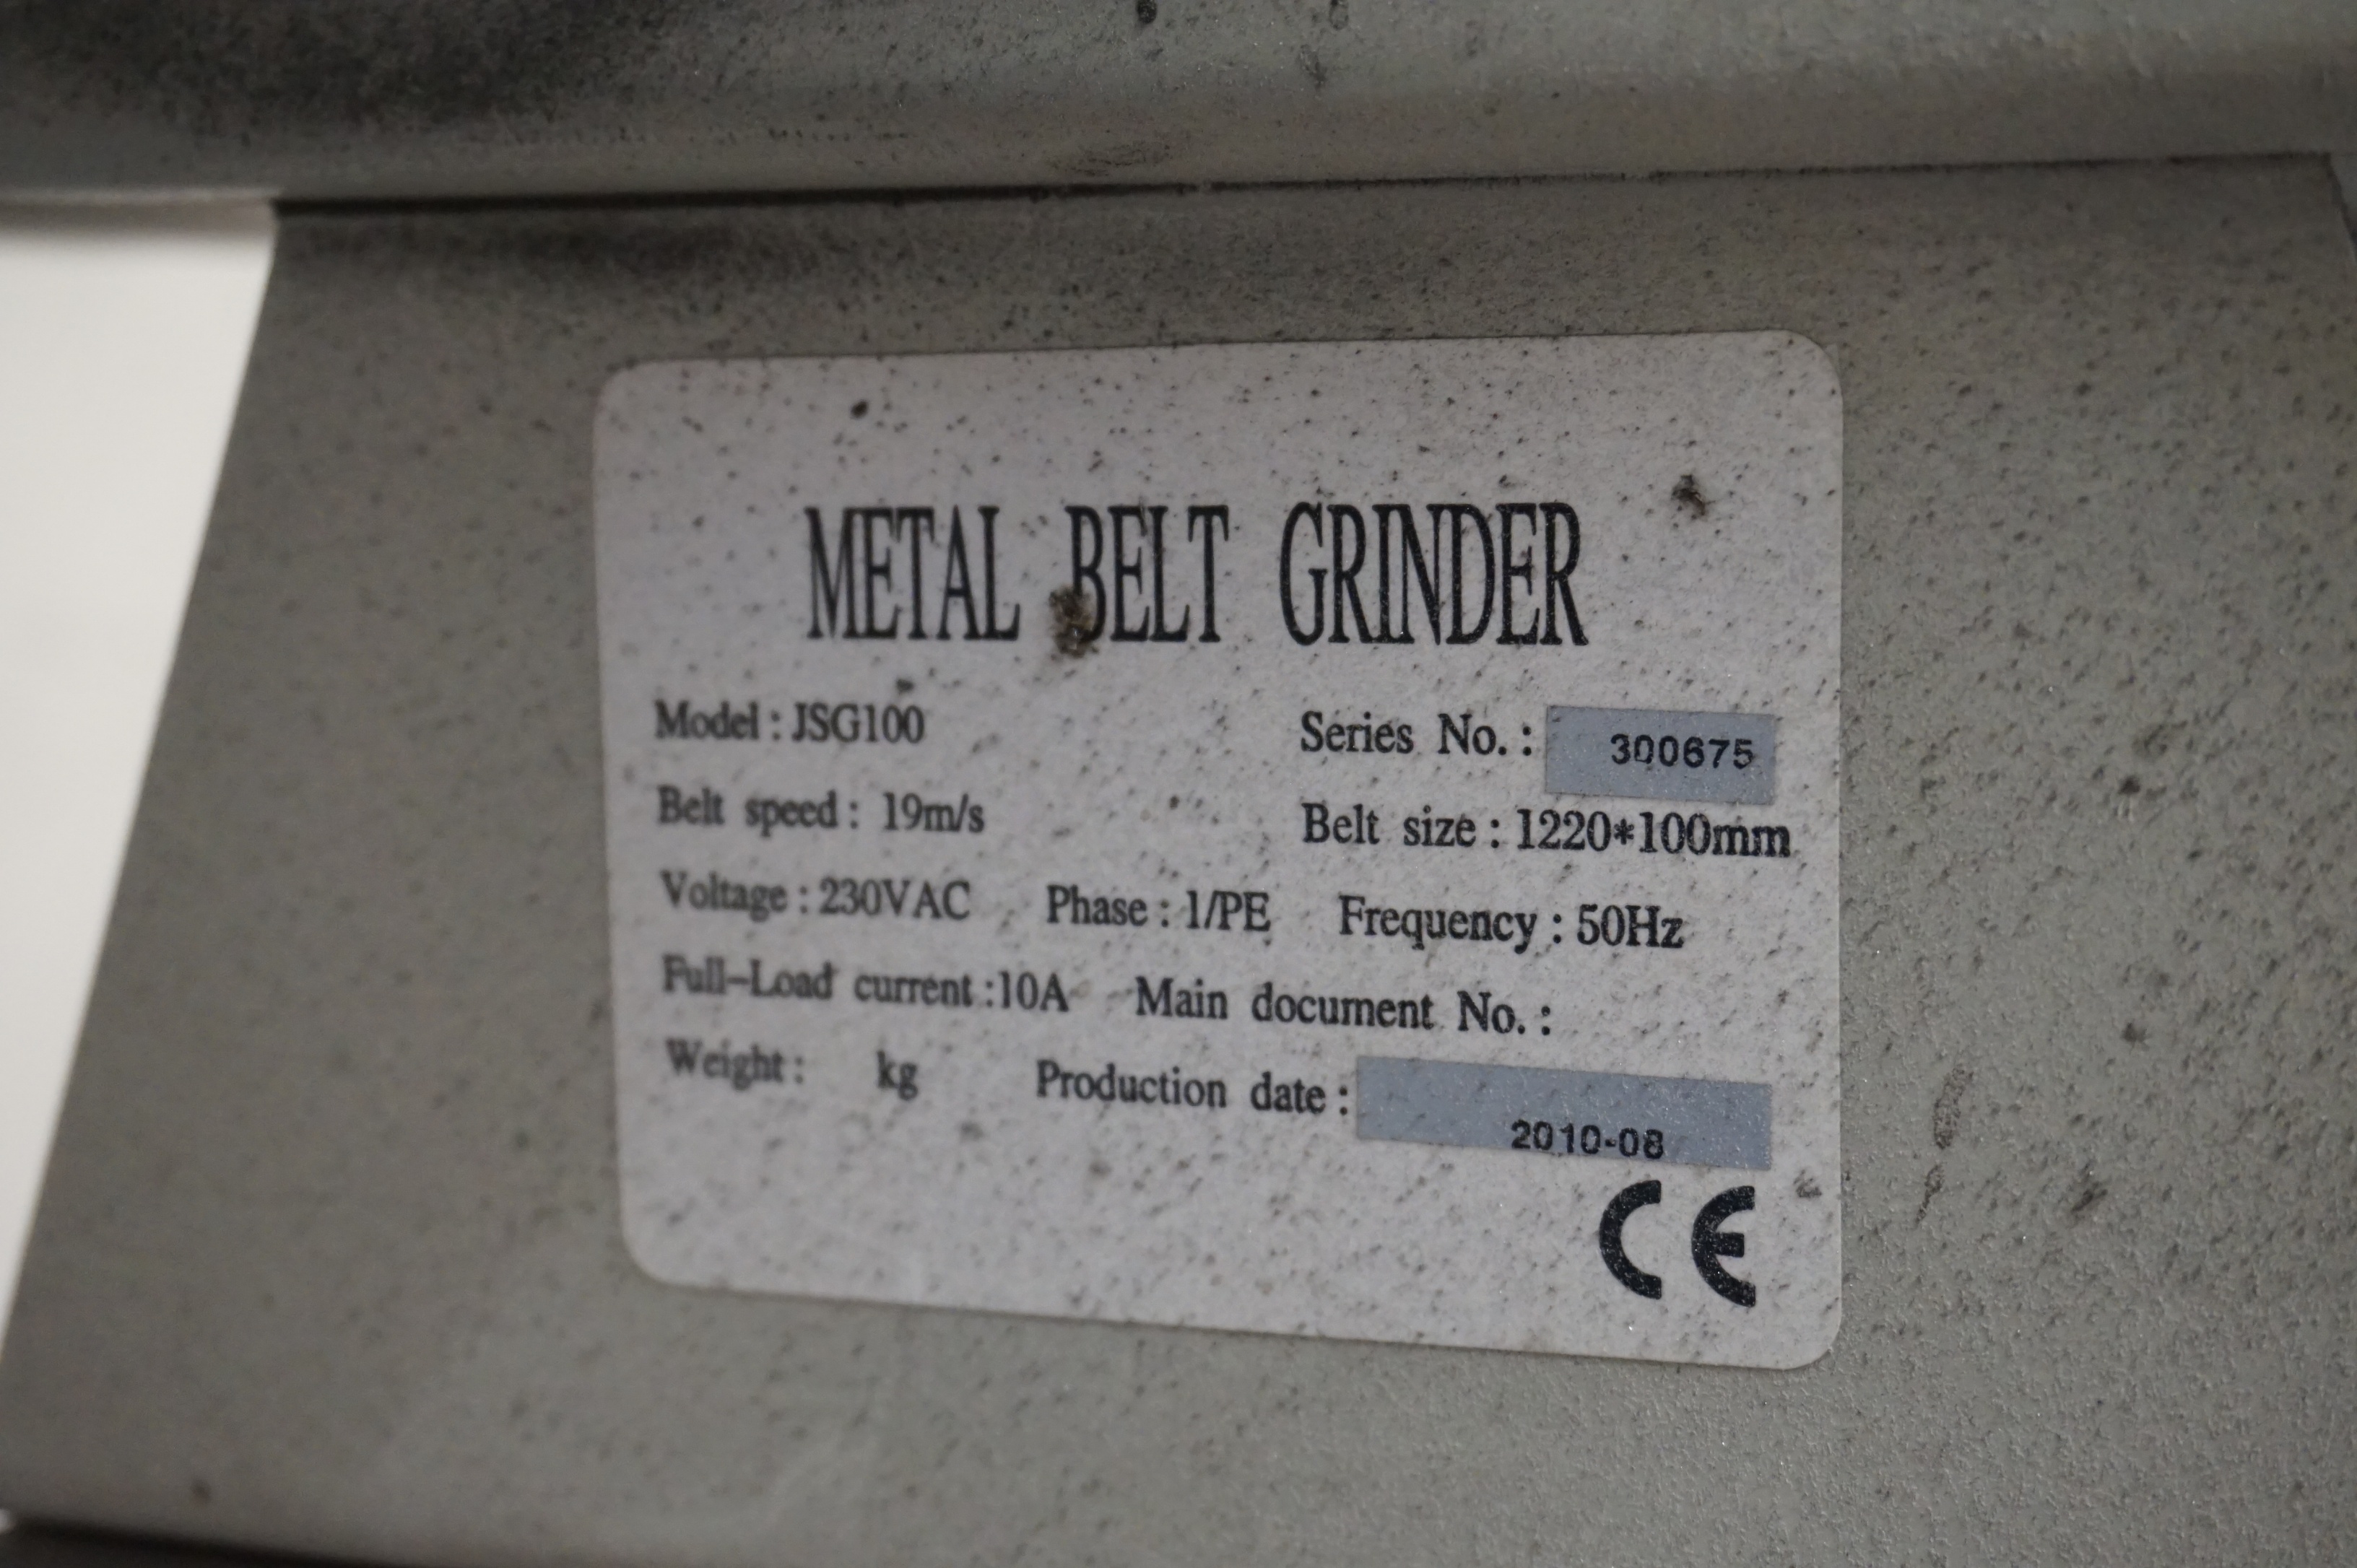 METAL BELT GRINDER
Model : JSG100 Series No. : 300675
Belt speed : 19m/s Belt size : 1220*100mm
Voltage : 230VAC Phase : 1/PE Frequency : 50Hz
Full-Load current :10A Main document No. :
Weight : kg Production date : 2010-08
CE